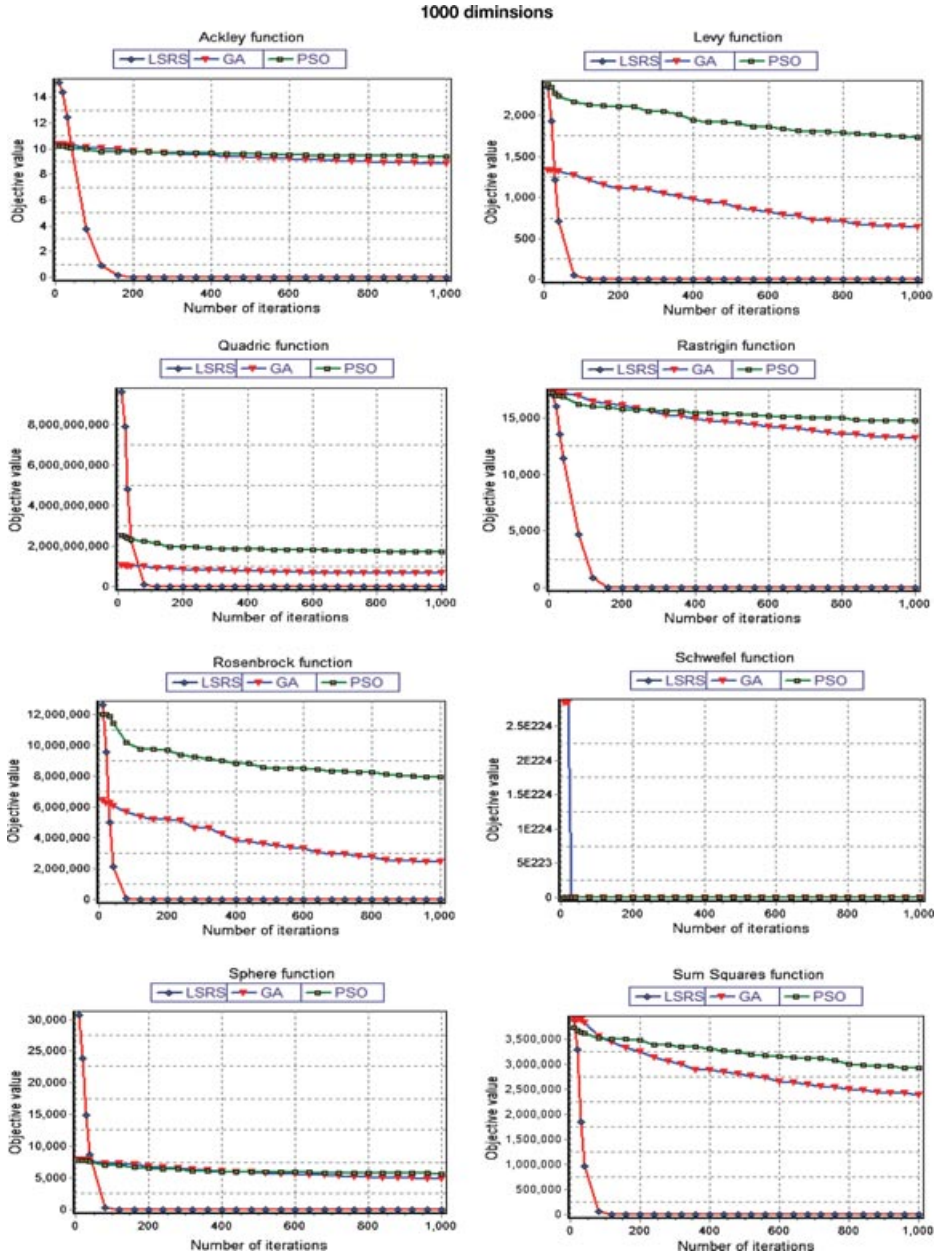 1000 diminsions
Ackley function
LSRS GA PSO
Objective value
14
12
10
8
6
4
2
0
0 200 400 600 800 1,000
Number of iterations
Levy function
LSRS GA PSO
Objective value
2,000
1,500
1,000
500
0
0 200 400 600 800 1,000
Number of iterations
Quadric function
LSRS GA PSO
Objective value
8,000,000,000
6,000,000,000
4,000,000,000
2,000,000,000
0
0 200 400 600 800 1,000
Number of iterations
Rastrigin function
LSRS GA PSO
Objective value
15,000
10,000
5,000
0
0 200 400 600 800 1,000
Number of iterations
Rosenbrock function
LSRS GA PSO
Objective value
12,000,000
10,000,000
8,000,000
6,000,000
4,000,000
2,000,000
0
0 200 400 600 800 1,000
Number of iterations
Schwefel function
LSRS GA PSO
Objective value
2.5E224
2E224
1.5E224
1E224
5E223
0
0 200 400 600 800 1,000
Number of iterations
Sphere function
LSRS GA PSO
Objective value
30,000
25,000
20,000
15,000
10,000
5,000
0
0 200 400 600 800 1,000
Number of iterations
Sum Squares function
LSRS GA PSO
Objective value
3,500,000
3,000,000
2,500,000
2,000,000
1,500,000
1,000,000
500,000
0
0 200 400 600 800 1,000
Number of iterations